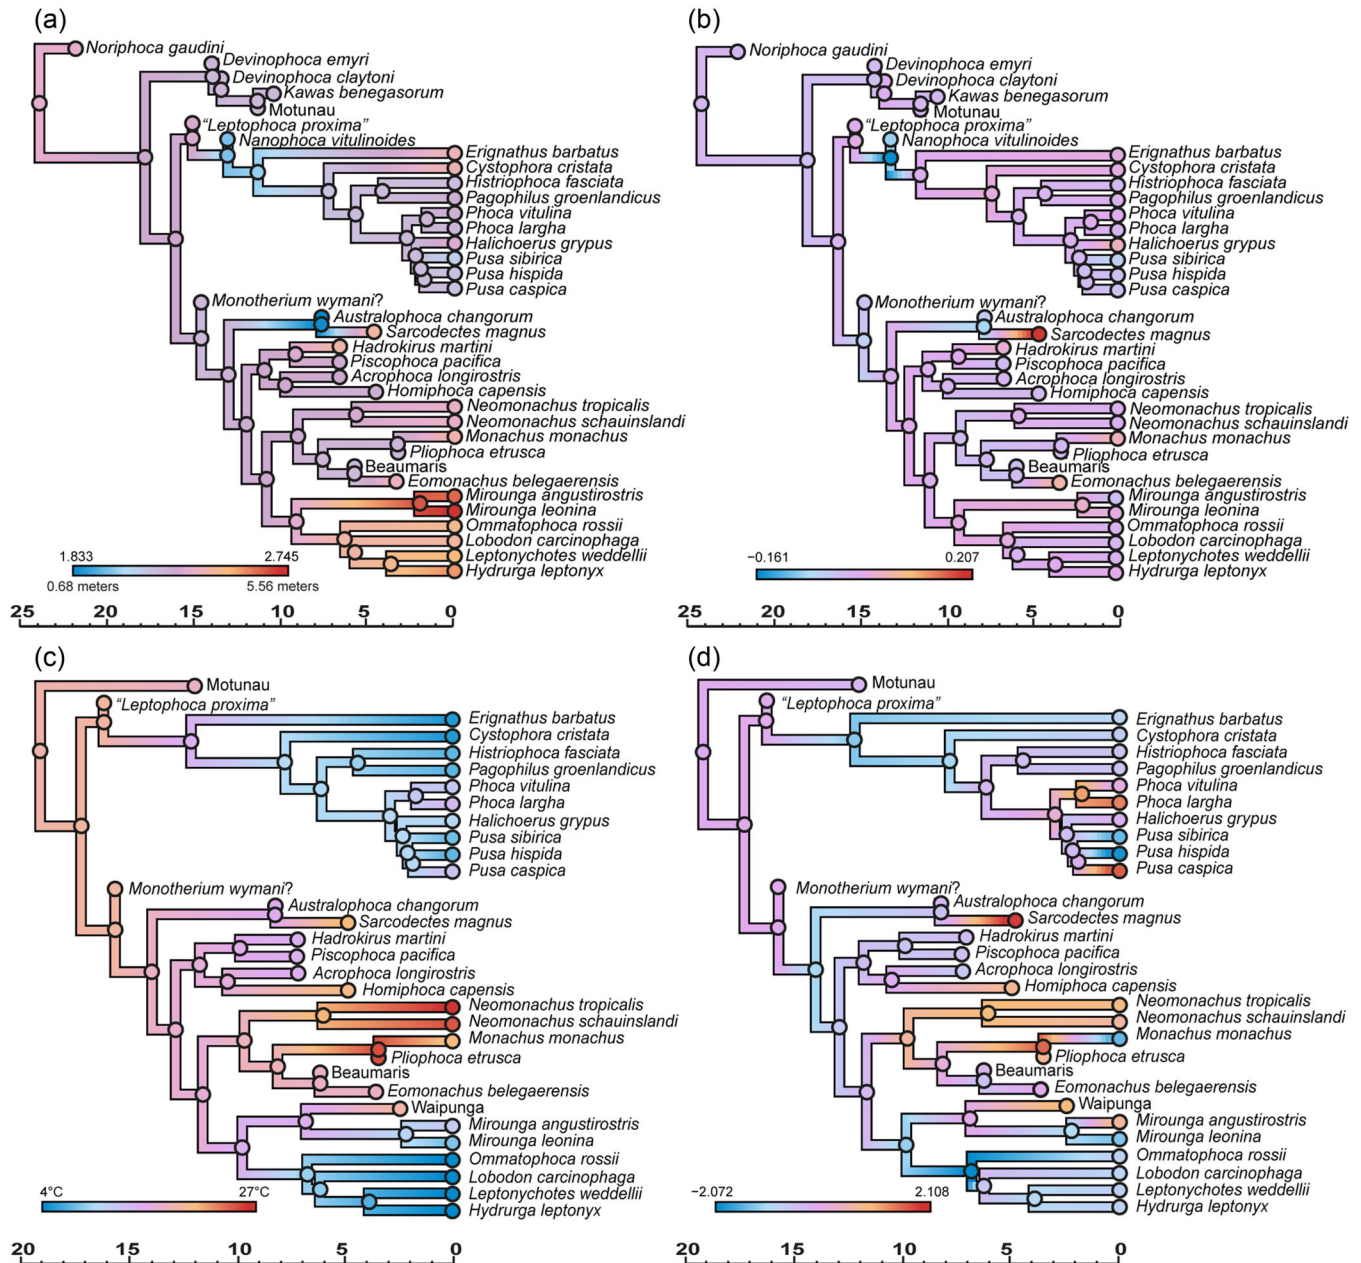 (a)
Noriphoca gaudini
Devinophoca emyri
Devinophoca claytoni
Kawas benegasorum
Motunau
“Leptophoca proxima”
Nanophoca vitulinoides
Erignathus barbatus
Cystophora cristata
Histriophoca fasciata
Pagophilus groenlandicus
Phoca vitulina
Phoca largha
Halichoerus grypus
Pusa sibirica
Pusa hispida
Pusa caspica
Monotherium wymani?
Australophoca changorum
Sarcodectes magnus
Hadrokirus martini
Piscophoca pacifica
Acrophoca longirostris
Homiphoca capensis
Neomonachus tropicalis
Neomonachus schauinslandi
Monachus monachus
Pliophoca etrusca
Beaumaris
Eomonachus belegaerensis
Mirounga angustirostris
Mirounga leonina
Ommatophoca rossii
Lobodon carcinophaga
Leptonychotes weddellii
Hydrurga leptonyx
1.833 2.745
0.68 meters 5.56 meters
25 20 15 10 5 0
(b)
Noriphoca gaudini
Devinophoca emyri
Devinophoca claytoni
Kawas benegasorum
Motunau
“Leptophoca proxima”
Nanophoca vitulinoides
Erignathus barbatus
Cystophora cristata
Histriophoca fasciata
Pagophilus groenlandicus
Phoca vitulina
Phoca largha
Halichoerus grypus
Pusa sibirica
Pusa hispida
Pusa caspica
Monotherium wymani?
Australophoca changorum
Sarcodectes magnus
Hadrokirus martini
Piscophoca pacifica
Acrophoca longirostris
Homiphoca capensis
Neomonachus tropicalis
Neomonachus schauinslandi
Monachus monachus
Pliophoca etrusca
Beaumaris
Eomonachus belegaerensis
Mirounga angustirostris
Mirounga leonina
Ommatophoca rossii
Lobodon carcinophaga
Leptonychotes weddellii
Hydrurga leptonyx
−0.161 0.207
25 20 15 10 5 0
(c)
Motunau
“Leptophoca proxima”
Erignathus barbatus
Cystophora cristata
Histriophoca fasciata
Pagophilus groenlandicus
Phoca vitulina
Phoca largha
Halichoerus grypus
Pusa sibirica
Pusa hispida
Pusa caspica
Monotherium wymani?
Australophoca changorum
Sarcodectes magnus
Hadrokirus martini
Piscophoca pacifica
Acrophoca longirostris
Homiphoca capensis
Neomonachus tropicalis
Neomonachus schauinslandi
Monachus monachus
Pliophoca etrusca
Beaumaris
Eomonachus belegaerensis
Waipunga
Mirounga angustirostris
Mirounga leonina
Ommatophoca rossii
Lobodon carcinophaga
Leptonychotes weddellii
Hydrurga leptonyx
4°C 27°C
20 15 10 5 0
(d)
Motunau
“Leptophoca proxima”
Erignathus barbatus
Cystophora cristata
Histriophoca fasciata
Pagophilus groenlandicus
Phoca vitulina
Phoca largha
Halichoerus grypus
Pusa sibirica
Pusa hispida
Pusa caspica
Monotherium wymani?
Australophoca changorum
Sarcodectes magnus
Hadrokirus martini
Piscophoca pacifica
Acrophoca longirostris
Homiphoca capensis
Neomonachus tropicalis
Neomonachus schauinslandi
Monachus monachus
Pliophoca etrusca
Beaumaris
Eomonachus belegaerensis
Waipunga
Mirounga angustirostris
Mirounga leonina
Ommatophoca rossii
Lobodon carcinophaga
Leptonychotes weddellii
Hydrurga leptonyx
−2.072 2.108
20 15 10 5 0